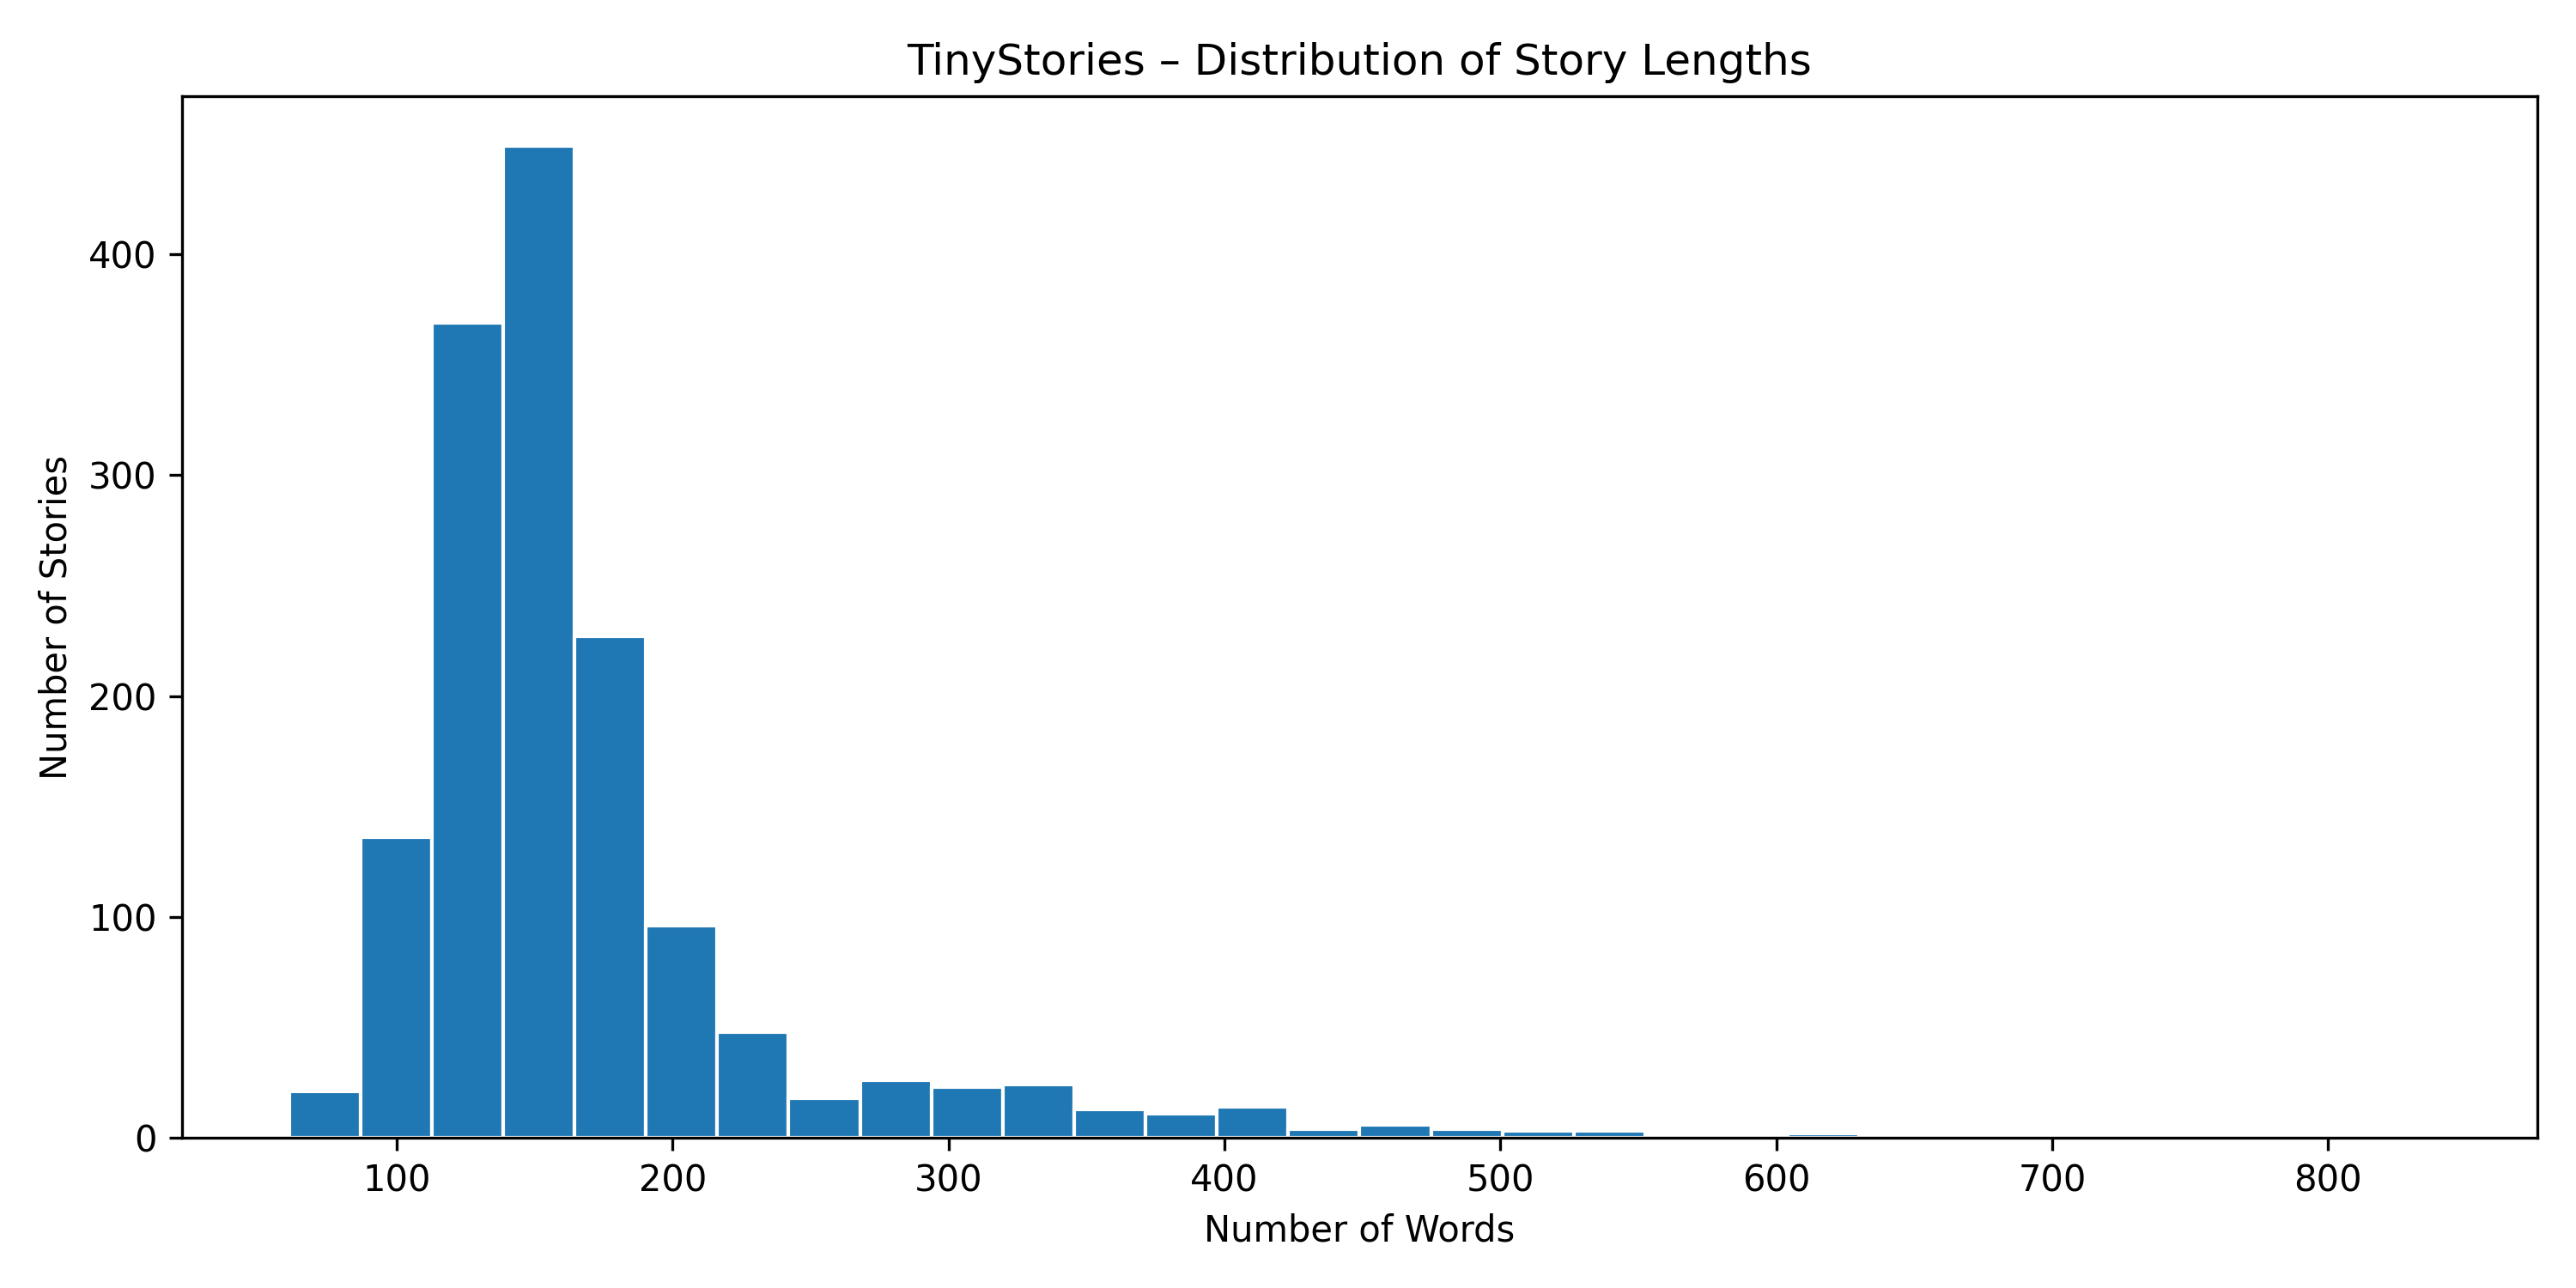 TinyStories – Distribution of Story Lengths
400
300
200
100
0
Number of Stories
100 200 300 400 500 600 700 800
Number of Words